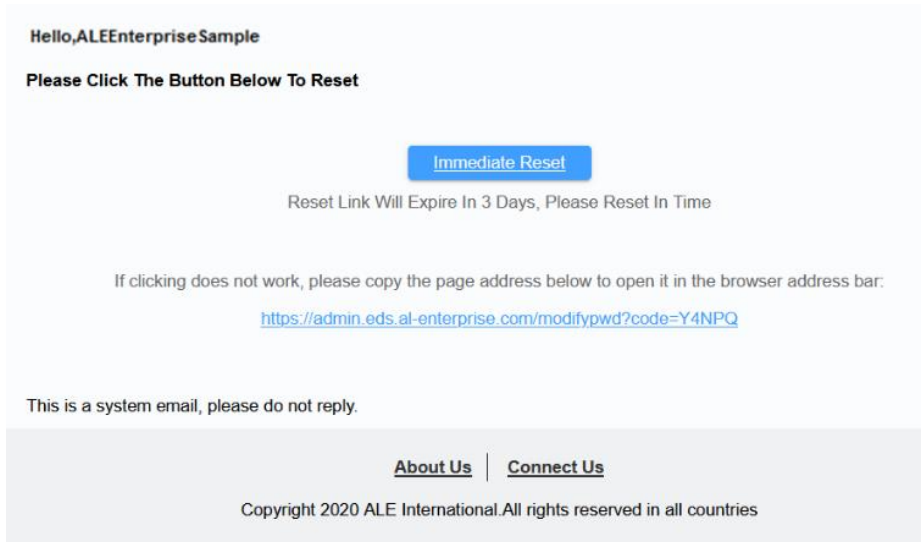 Hello,ALEEnterpriseSample
Please Click The Button Below To Reset
Immediate Reset
Reset Link Will Expire In 3 Days, Please Reset In Time
If clicking does not work, please copy the page address below to open it in the browser address bar:
https://admin.eds.al-enterprise.com/modifypwd?code=Y4NPQ
This is a system email, please do not reply.
About Us | Connect Us
Copyright 2020 ALE International.All rights reserved in all countries